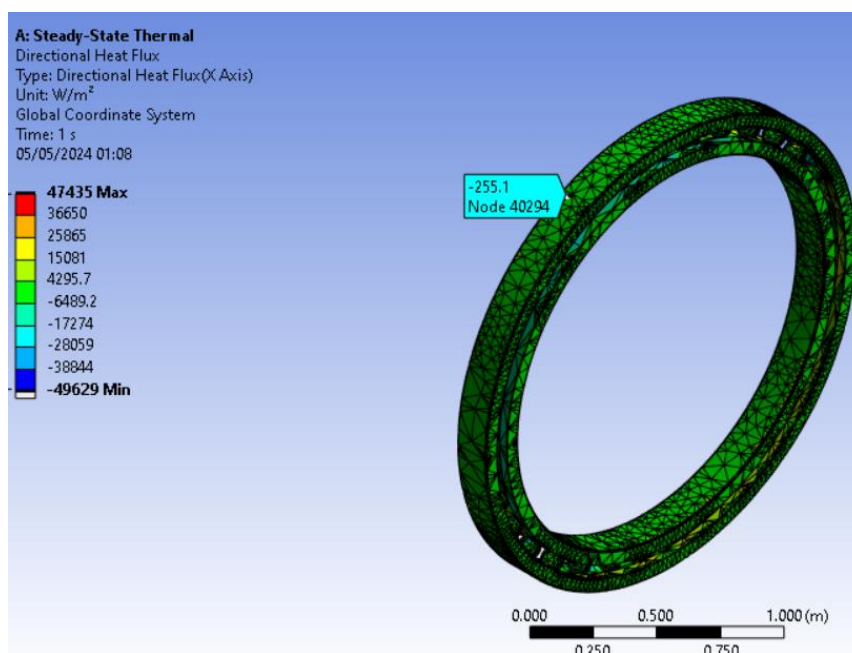 A: Steady-State Thermal
Directional Heat Flux
Type: Directional Heat Flux(X Axis)
Unit: W/m²
Global Coordinate System
Time: 1 s
05/05/2024 01:08
47435 Max
36650
25865
15081
4295.7
-6489.2
-17274
-28059
-38844
-49629 Min
-255.1
Node 40294
0.000 0.500 1.000 (m)
0.250 0.750